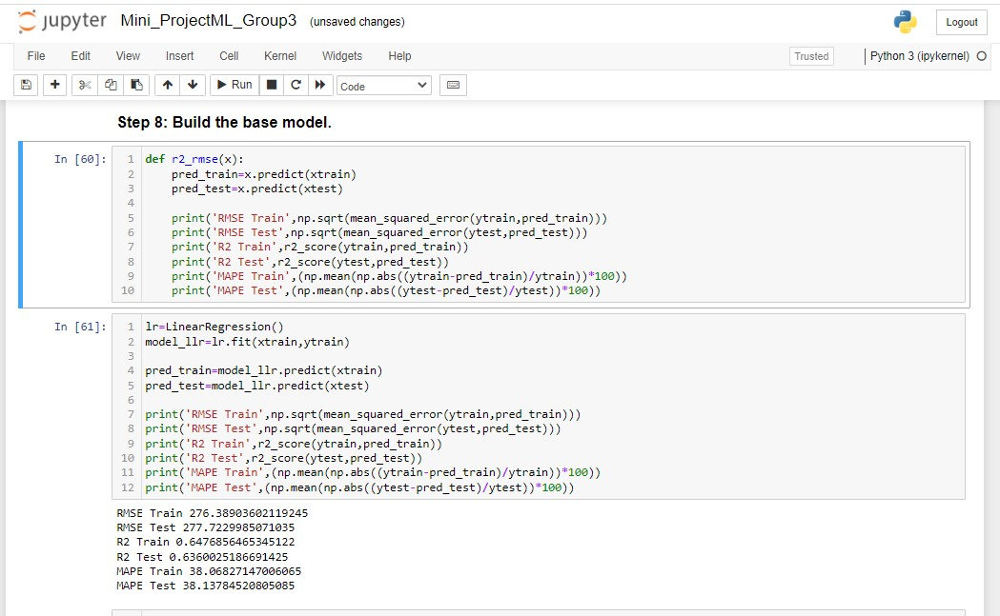 jupyter Mini_ProjectML_Group3 (unsaved changes) Logout
File Edit View Insert Cell Kernel Widgets Help Trusted Python 3 (ipykernel)
Run Code
Step 8: Build the base model.
In [60]:
1 def r2_rmse(x):
2 pred_train=x.predict(xtrain)
3 pred_test=x.predict(xtest)
4
5 print('RMSE Train',np.sqrt(mean_squared_error(ytrain,pred_train)))
6 print('RMSE Test',np.sqrt(mean_squared_error(ytest,pred_test)))
7 print('R2 Train',r2_score(ytrain,pred_train))
8 print('R2 Test',r2_score(ytest,pred_test))
9 print('MAPE Train',(np.mean(np.abs((ytrain-pred_train)/ytrain))*100))
10 print('MAPE Test',(np.mean(np.abs((ytest-pred_test)/ytest))*100))
In [61]:
1 lr=LinearRegression()
2 model_llr=lr.fit(xtrain,ytrain)
3
4 pred_train=model_llr.predict(xtrain)
5 pred_test=model_llr.predict(xtest)
6
7 print('RMSE Train',np.sqrt(mean_squared_error(ytrain,pred_train)))
8 print('RMSE Test',np.sqrt(mean_squared_error(ytest,pred_test)))
9 print('R2 Train',r2_score(ytrain,pred_train))
10 print('R2 Test',r2_score(ytest,pred_test))
11 print('MAPE Train',(np.mean(np.abs((ytrain-pred_train)/ytrain))*100))
12 print('MAPE Test',(np.mean(np.abs((ytest-pred_test)/ytest))*100))
RMSE Train 276.38903602119245
RMSE Test 277.7229985071035
R2 Train 0.6476856465345122
R2 Test 0.6360025186691425
MAPE Train 38.06827147006065
MAPE Test 38.13784520805085